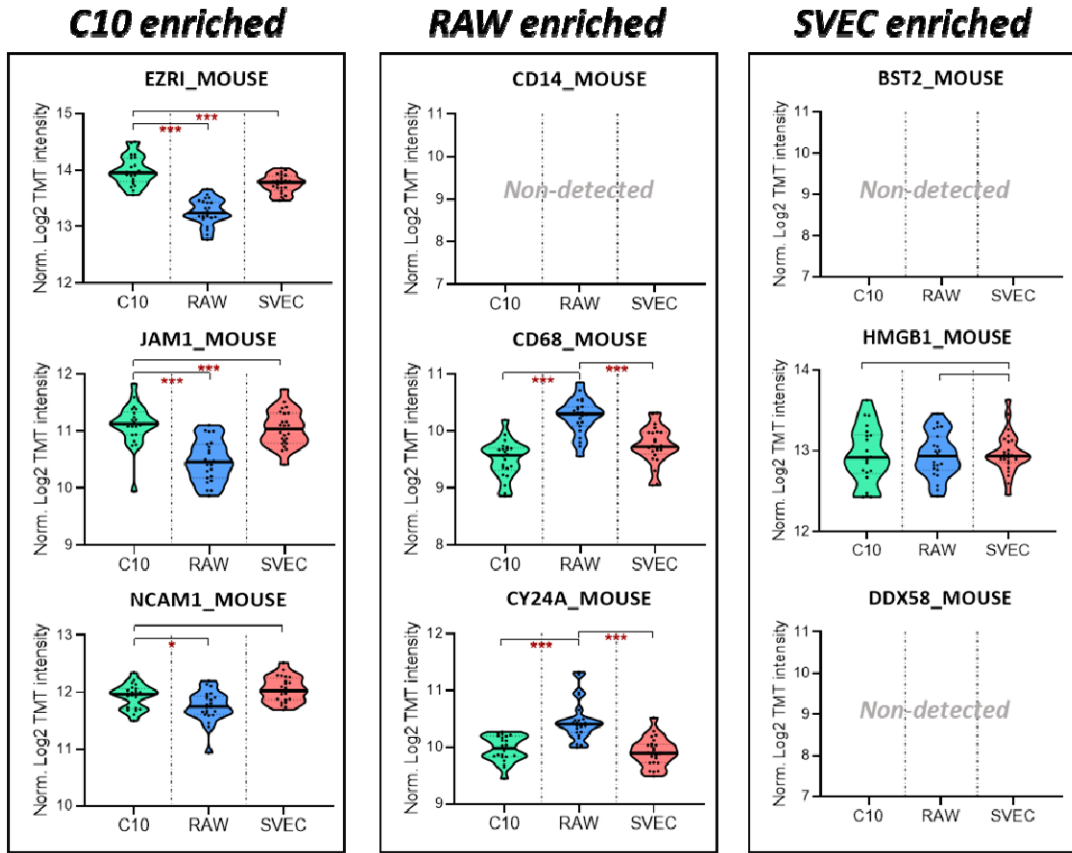 C10 enriched
EZRI_MOUSE
Norm. Log2 TMT intensity
15
14
13
12
***
***
C10 RAW SVEC
JAM1_MOUSE
Norm. Log2 TMT intensity
12
11
10
9
***
***
C10 RAW SVEC
NCAM1_MOUSE
Norm. Log2 TMT intensity
13
12
11
10
*
C10 RAW SVEC
RAW enriched
CD14_MOUSE
Norm. Log2 TMT intensity
11
10
9
8
7
Non-detected
C10 RAW SVEC
CD68_MOUSE
Norm. Log2 TMT intensity
11
10
9
8
*** ***
C10 RAW SVEC
CY24A_MOUSE
Norm. Log2 TMT intensity
12
11
10
9
*** ***
C10 RAW SVEC
SVEC enriched
BST2_MOUSE
Norm. Log2 TMT intensity
11
10
9
8
7
Non-detected
C10 RAW SVEC
HMGB1_MOUSE
Norm. Log2 TMT intensity
14
13
12
C10 RAW SVEC
DDX58_MOUSE
Norm. Log2 TMT intensity
11
10
9
8
7
Non-detected
C10 RAW SVEC